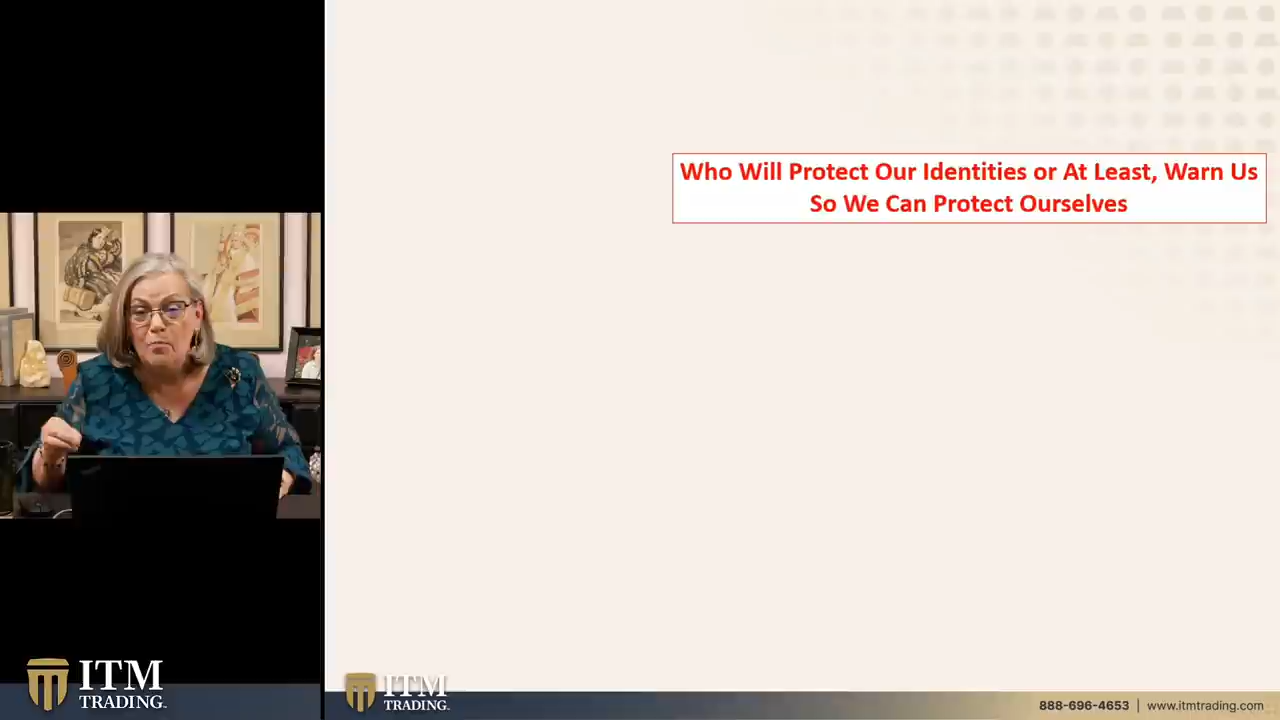 Who Will Protect Our Identities or At Least, Warn Us
So We Can Protect Ourselves
ITM
TRADING
ITM
TRADING
888-696-4653 | www.itmtrading.com